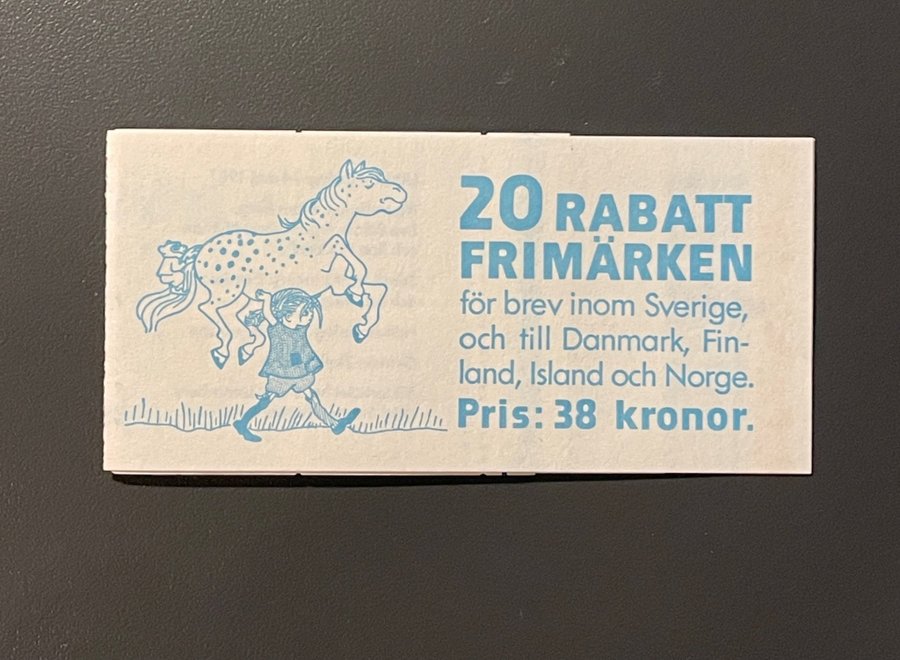 20 RABATT
FRIMÄRKEN
för brev inom Sverige,
och till Danmark, Fin-
land, Island och Norge.
Pris: 38 kronor.